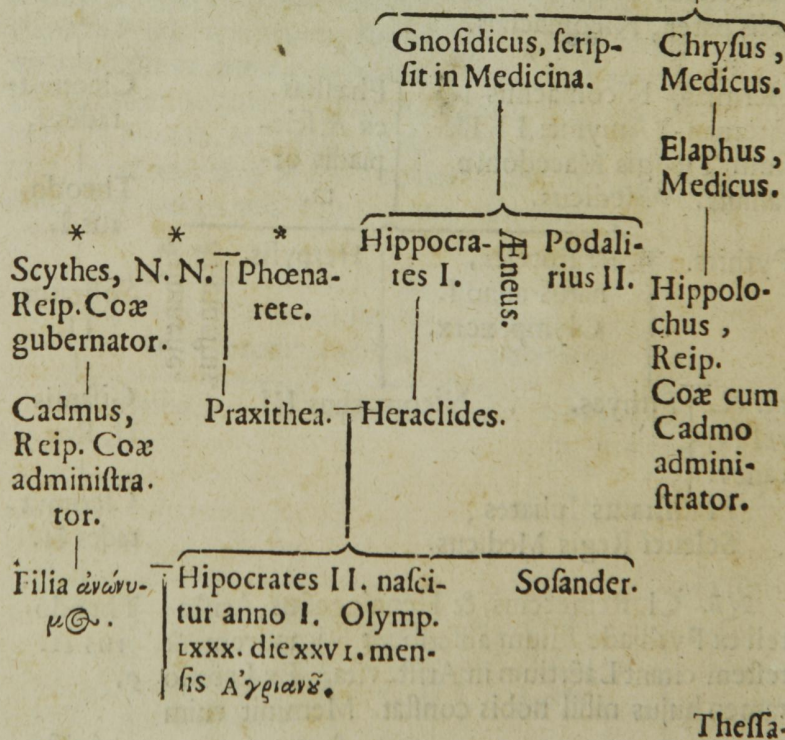 Gnoſidicus, ſcrip-
ſit in Medicina.
Chryſus,
Medicus.
Elaphus,
Medicus.
* * *
Scythes, N. N.
Reip. Coæ
gubernator.
Phœna-
rete.
Hippocra-
tes I.
Æneus.
Podali-
rius II.
Hippolo-
chus,
Reip.
Coæ cum
Cadmo
admini-
ſtrator.
Cadmus,
Reip. Coæ
adminiſtra-
tor.
Praxithea.
Heraclides.
Filia ἀνώνυ-
μος.
Hipocrates II. naſci-
tur anno I. Olymp.
LXXX. die XXVI. men-
ſis Ἀγριανοῦ.
Soſander.
Theſſa-